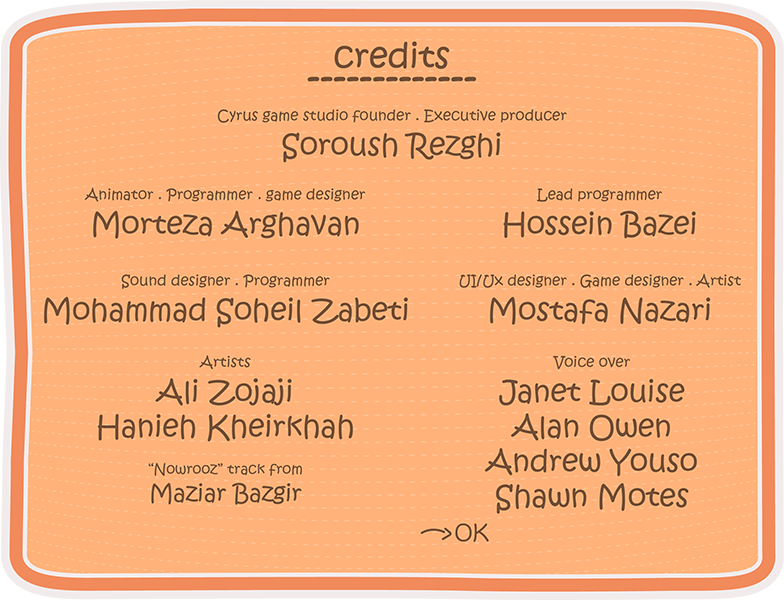 credits
Cyrus game studio founder . Executive producer
Soroush Rezghi
Animator . Programmer . game designer
Morteza Arghavan
Lead programmer
Hossein Bazei
Sound designer . Programmer
Mohammad Soheil Zabeti
UI/Ux designer . Game designer . Artist
Mostafa Nazari
Artists
Ali Zojaji
Hanieh Kheirkhah
“Nowrooz” track from
Maziar Bazgir
Voice over
Janet Louise
Alan Owen
Andrew Youso
Shawn Motes
OK